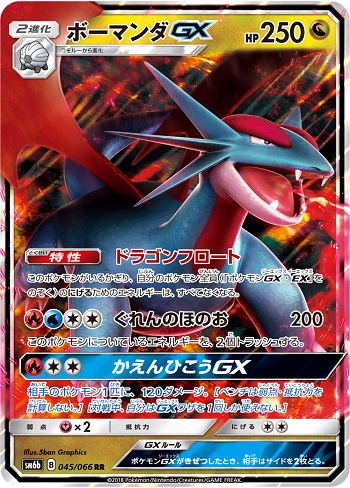 2進化
ボーマンダGX
HP250
モルーから進化
特性
ドラゴンフロート
このポケモンがいるかぎり、自分のポケモン全員(「ポケモンGX・EX」を
のぞく)のにげるためのエネルギーは、すべてなくなる。
ぐれんのほのお 200
このポケモンについているエネルギーを、2個トラッシュする。
かえんひこうGX
相手のポケモン1匹に、120ダメージ。[ベンチは弱点・抵抗力を
計算しない。][対戦中、自分はGXワザを1回しか使えない。]
弱点 ×2 抵抗力 にげる
Illus.5ban Graphics
GXルール
sm6b B 045/066 RR
ポケモンGXがきぜつしたとき、相手はサイドを2枚とる。
©2018 Pokémon/Nintendo/Creatures/GAME FREAK.